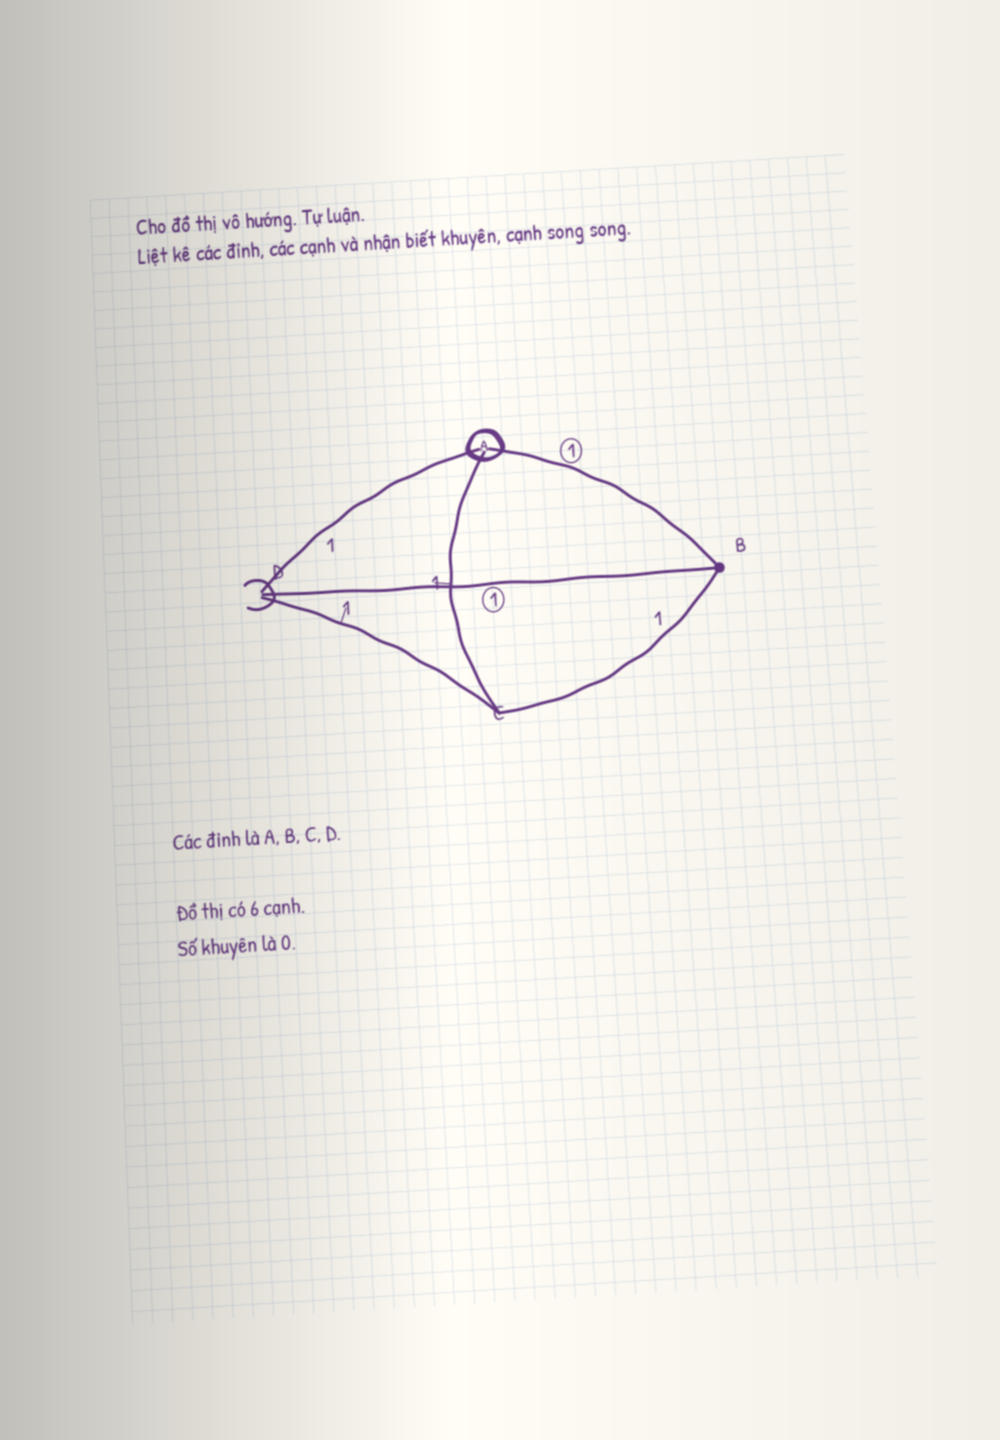 Cho đồ thị vô hướng. Tự luận.
Liệt kê các đỉnh, các cạnh và nhận biết khuyên, cạnh song song.
A
1
B
1
D
1
1
1
1
C
Các đỉnh là A, B, C, D.
Đồ thị có 6 cạnh.
Số khuyên là 0.